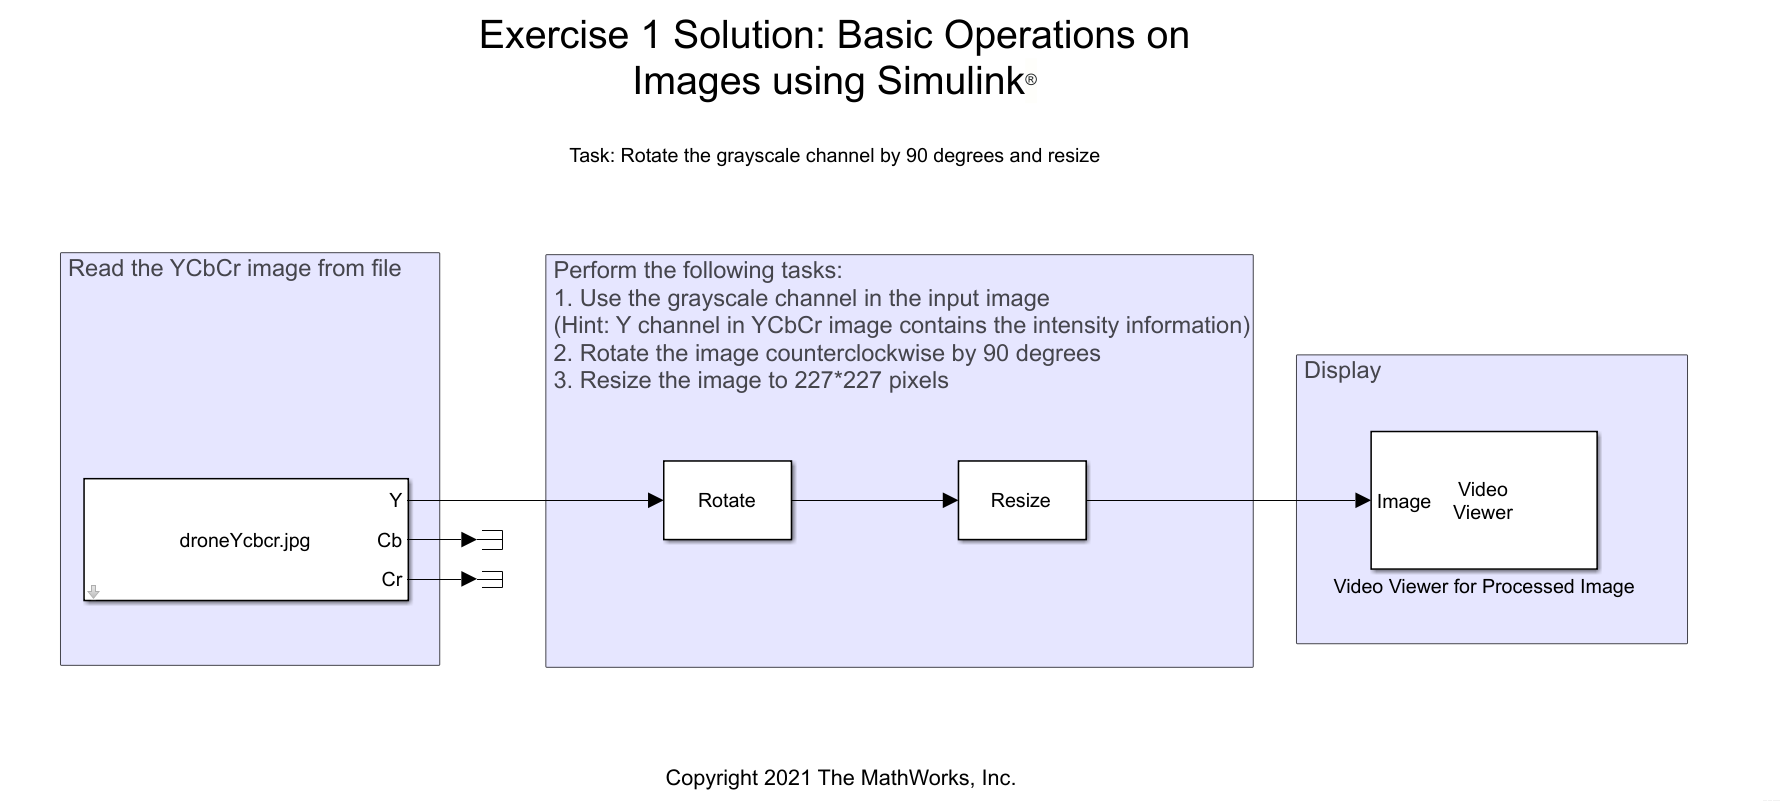 Exercise 1 Solution: Basic Operations on
Images using Simulink®
Task: Rotate the grayscale channel by 90 degrees and resize
Read the YCbCr image from file
droneYcbcr.jpg
Y
Cb
Cr
Perform the following tasks:
1. Use the grayscale channel in the input image
(Hint: Y channel in YCbCr image contains the intensity information)
2. Rotate the image counterclockwise by 90 degrees
3. Resize the image to 227*227 pixels
Rotate
Resize
Display
Image
Video
Viewer
Video Viewer for Processed Image
Copyright 2021 The MathWorks, Inc.